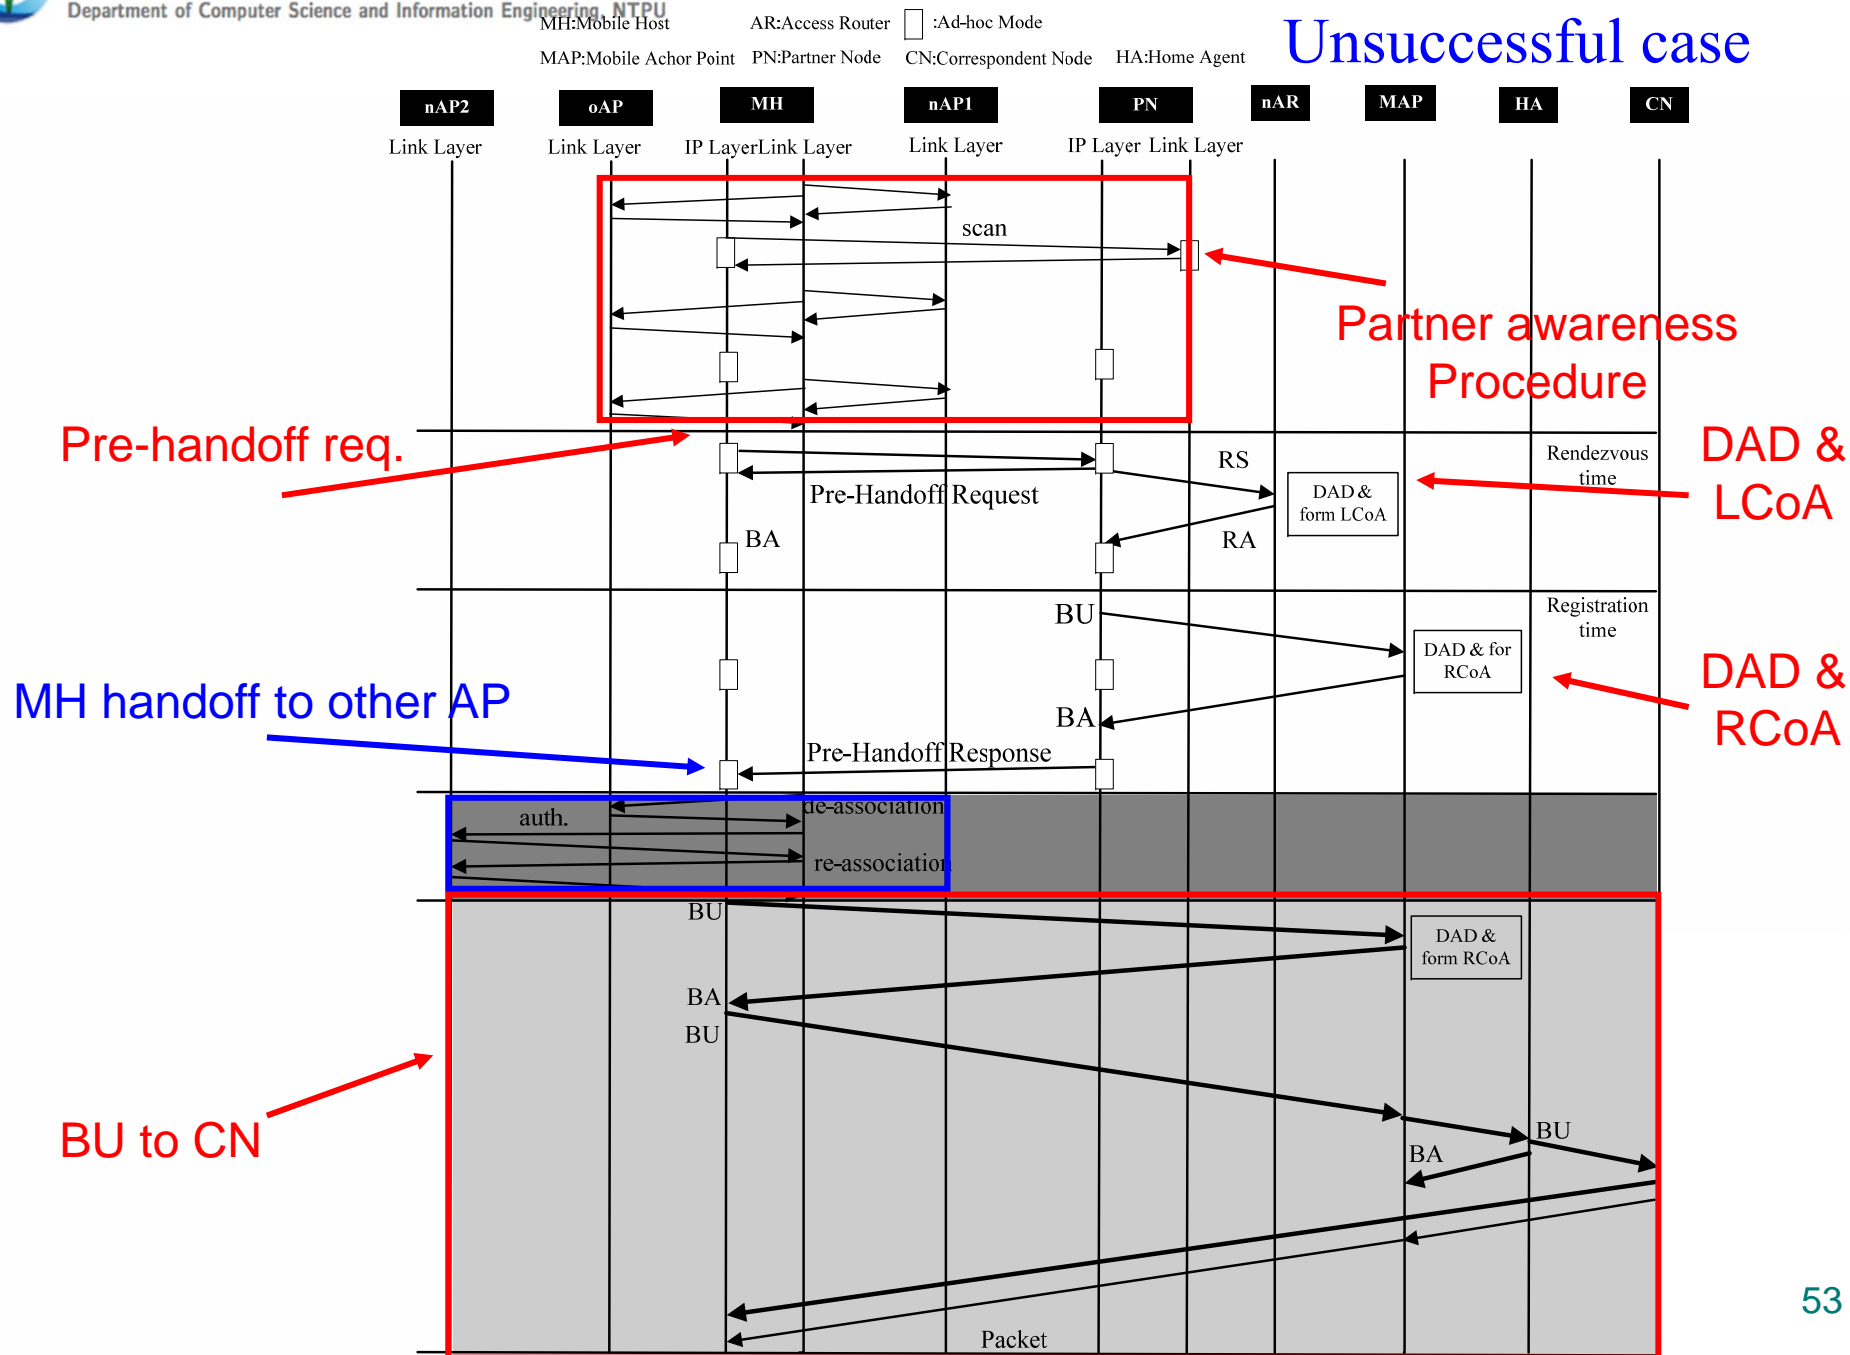 Department of Computer Science and Information Engineering, NTPU
Unsuccessful case
MH:Mobile Host AR:Access Router :Ad-hoc Mode
MAP:Mobile Achor Point PN:Partner Node CN:Correspondent Node HA:Home Agent
nAP2 oAP MH nAP1 PN nAR MAP HA CN
Link Layer Link Layer IP Layer Link Layer Link Layer IP Layer Link Layer
scan
Partner awareness
Procedure
Pre-handoff req.
RS
Rendezvous
time
DAD &
LCoA
Pre-Handoff Request
DAD &
form LCoA
BA
RA
BU
Registration
time
DAD & for
RCoA
DAD &
RCoA
MH handoff to other AP
BA
Pre-Handoff Response
de-association
auth.
re-association
BU
DAD &
form RCoA
BA
BU
BU to CN
BU
BA
53
Packet